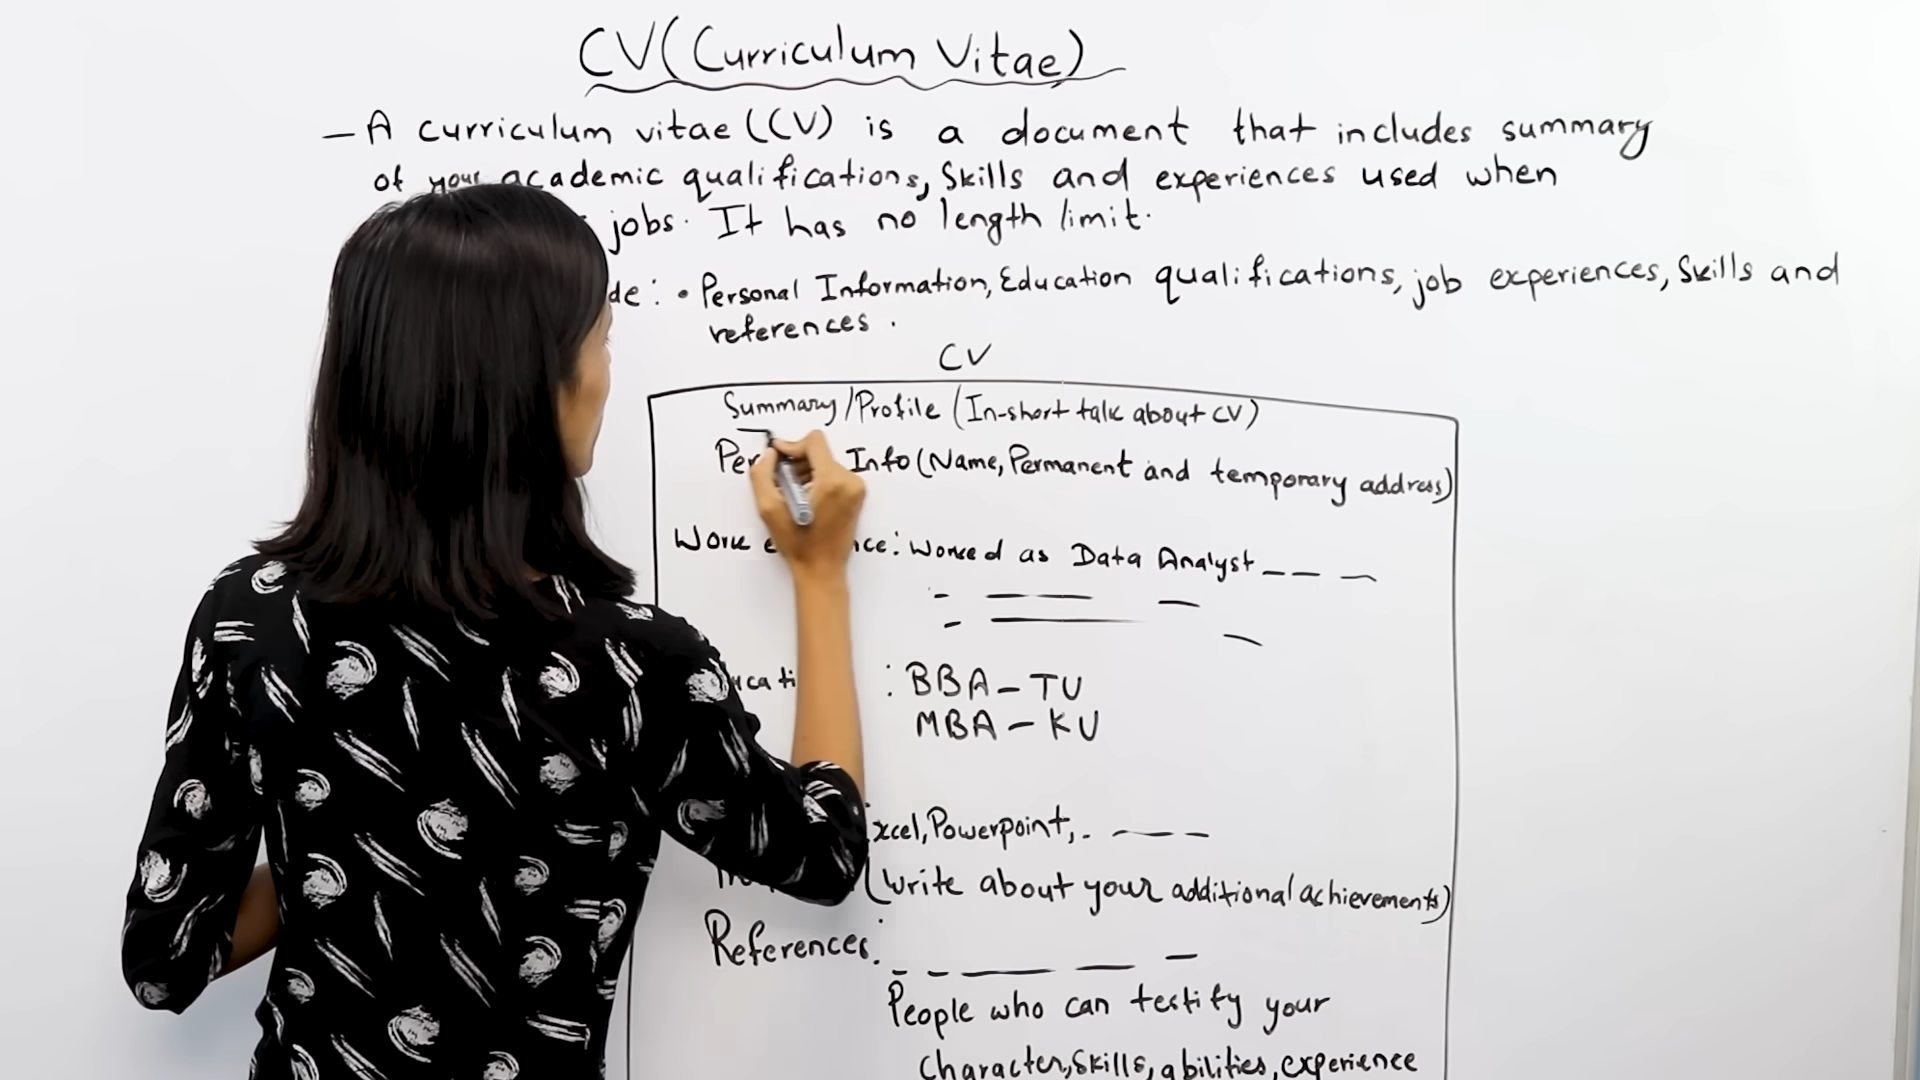 CV (Curriculum Vitae)
– A curriculum vitae (CV) is a document that includes summary
of your academic qualifications, Skills and experiences used when
jobs. It has no length limit.
de: • Personal Information, Education qualifications, job experiences, Skills and
references.
CV
Summary/Profile (In-short talk about CV)
Per Info (Name, Permanent and temporary address)
Work ce: Worked as Data Analyst
: BBA – TU
MBA – KU
xcel, Powerpoint,
(Write about your additional achievements)
References:
People who can testify your
character, skills, abilities, experience